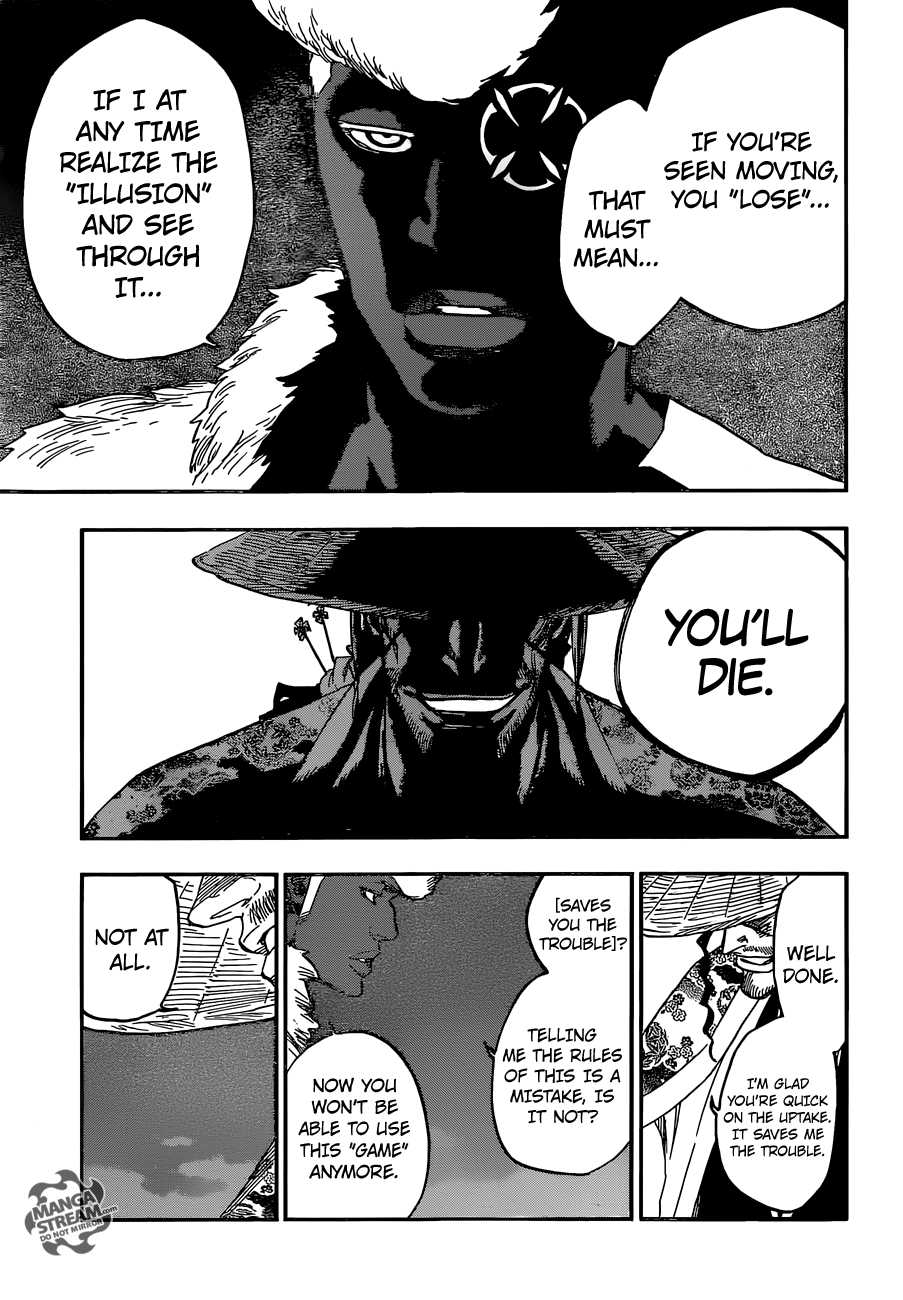 IF YOU'RE
SEEN MOVING,
YOU "LOSE"...
THAT
MUST
MEAN...
IF I AT
ANY TIME
REALIZE THE
"ILLUSION"
AND SEE
THROUGH
IT...
YOU'LL
DIE.
WELL
DONE.
I'M GLAD
YOU'RE QUICK
ON THE UPTAKE.
IT SAVES ME
THE TROUBLE.
[SAVES
YOU THE
TROUBLE]?
TELLING
ME THE RULES
OF THIS IS A
MISTAKE, IS
IT NOT?
NOW YOU
WON'T BE
ABLE TO USE
THIS "GAME"
ANYMORE.
NOT AT
ALL.
MANGA
STREAM.COM
DO NOT MIRROR